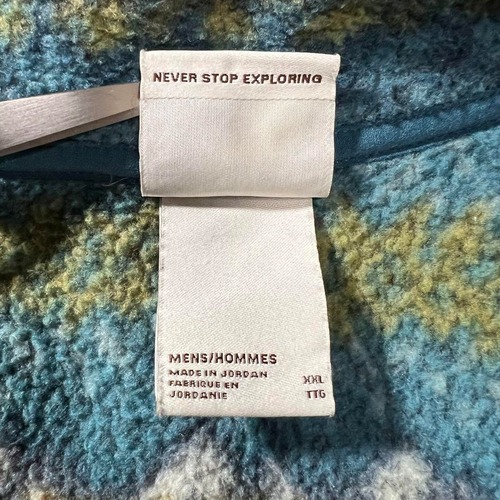 NEVER STOP EXPLORING
MENS/HOMMES
MADE IN JORDAN XXL
FABRIQUE EN TTG
JORDANIE